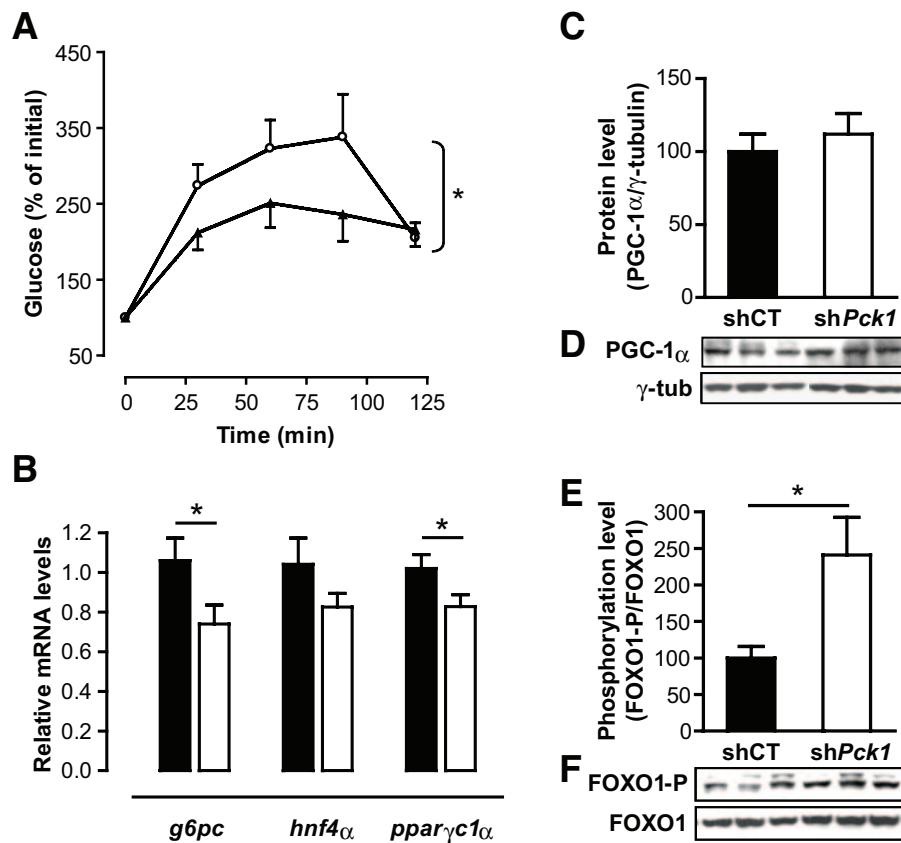 A
Glucose (% of initial)
450
350
250
150
50
*
0 25 50 75 100 125
Time (min)
B
Relative mRNA levels
1.2
1.0
0.8
0.6
0.4
0.2
0.0
* *
g6pc hnf4α pparγc1α
C
Protein level
(PGC-1α/γ-tubulin)
150
100
50
0
shCT shPck1
D
PGC-1α
γ-tub
E
Phosphorylation level
(FOXO1-P/FOXO1)
300
250
200
150
100
50
0
*
shCT shPck1
F
FOXO1-P
FOXO1